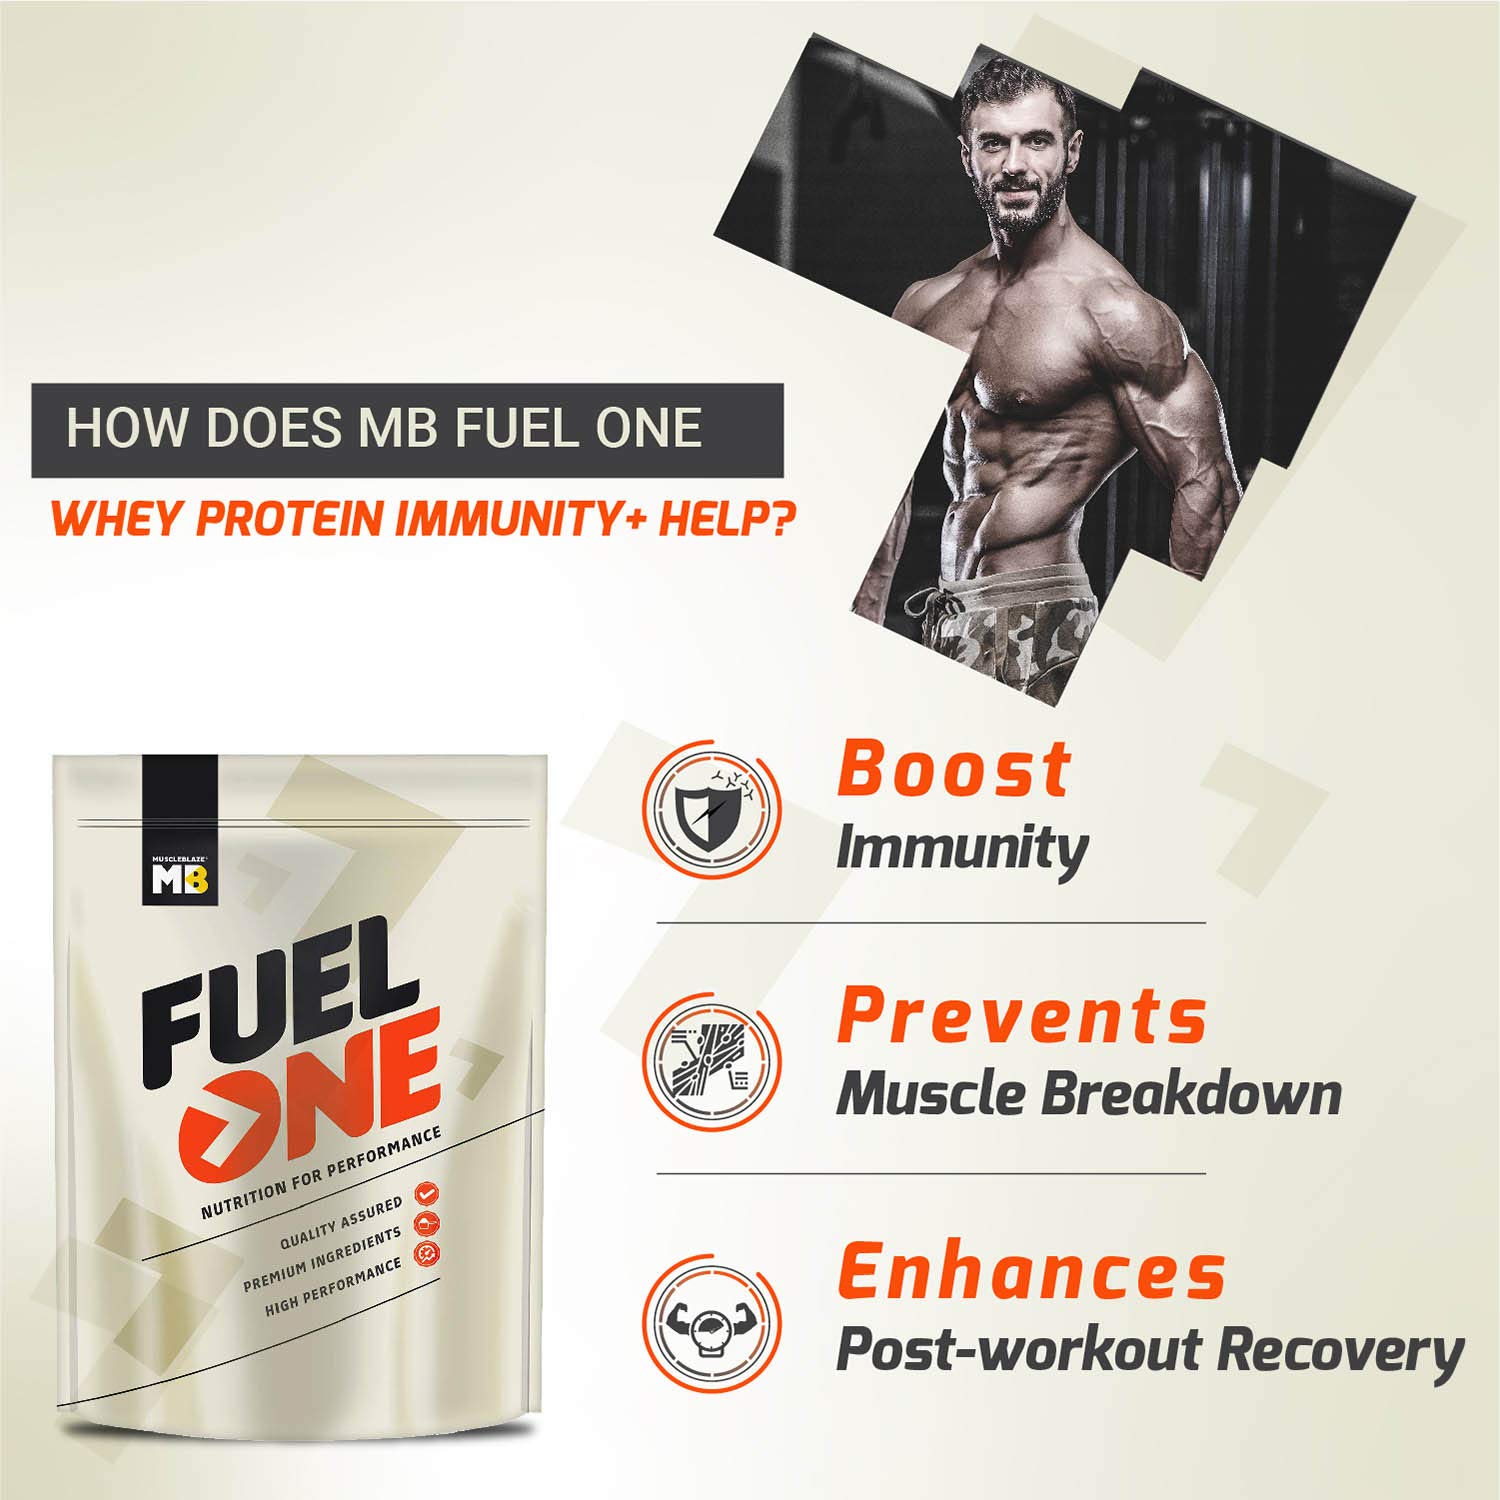 HOW DOES MB FUEL ONE
WHEY PROTEIN IMMUNITY+ HELP?
Boost
Immunity
Prevents
Muscle Breakdown
Enhances
Post-workout Recovery
MUSCLEBLAZE®
MB
FUEL
ONE
NUTRITION FOR PERFORMANCE
QUALITY ASSURED
PREMIUM INGREDIENTS
HIGH PERFORMANCE